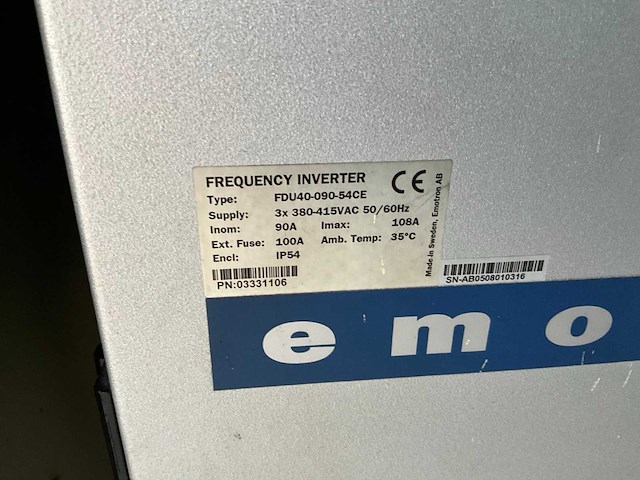 FREQUENCY INVERTER CE
Type: FDU40-090-54CE
Supply: 3x 380-415VAC 50/60Hz
Inom: 90A Imax: 108A
Ext. Fuse: 100A Amb. Temp: 35°C
Encl: IP54
PN:03331106
Made in Sweden, Emotron AB
SN-AB0508010316
emo